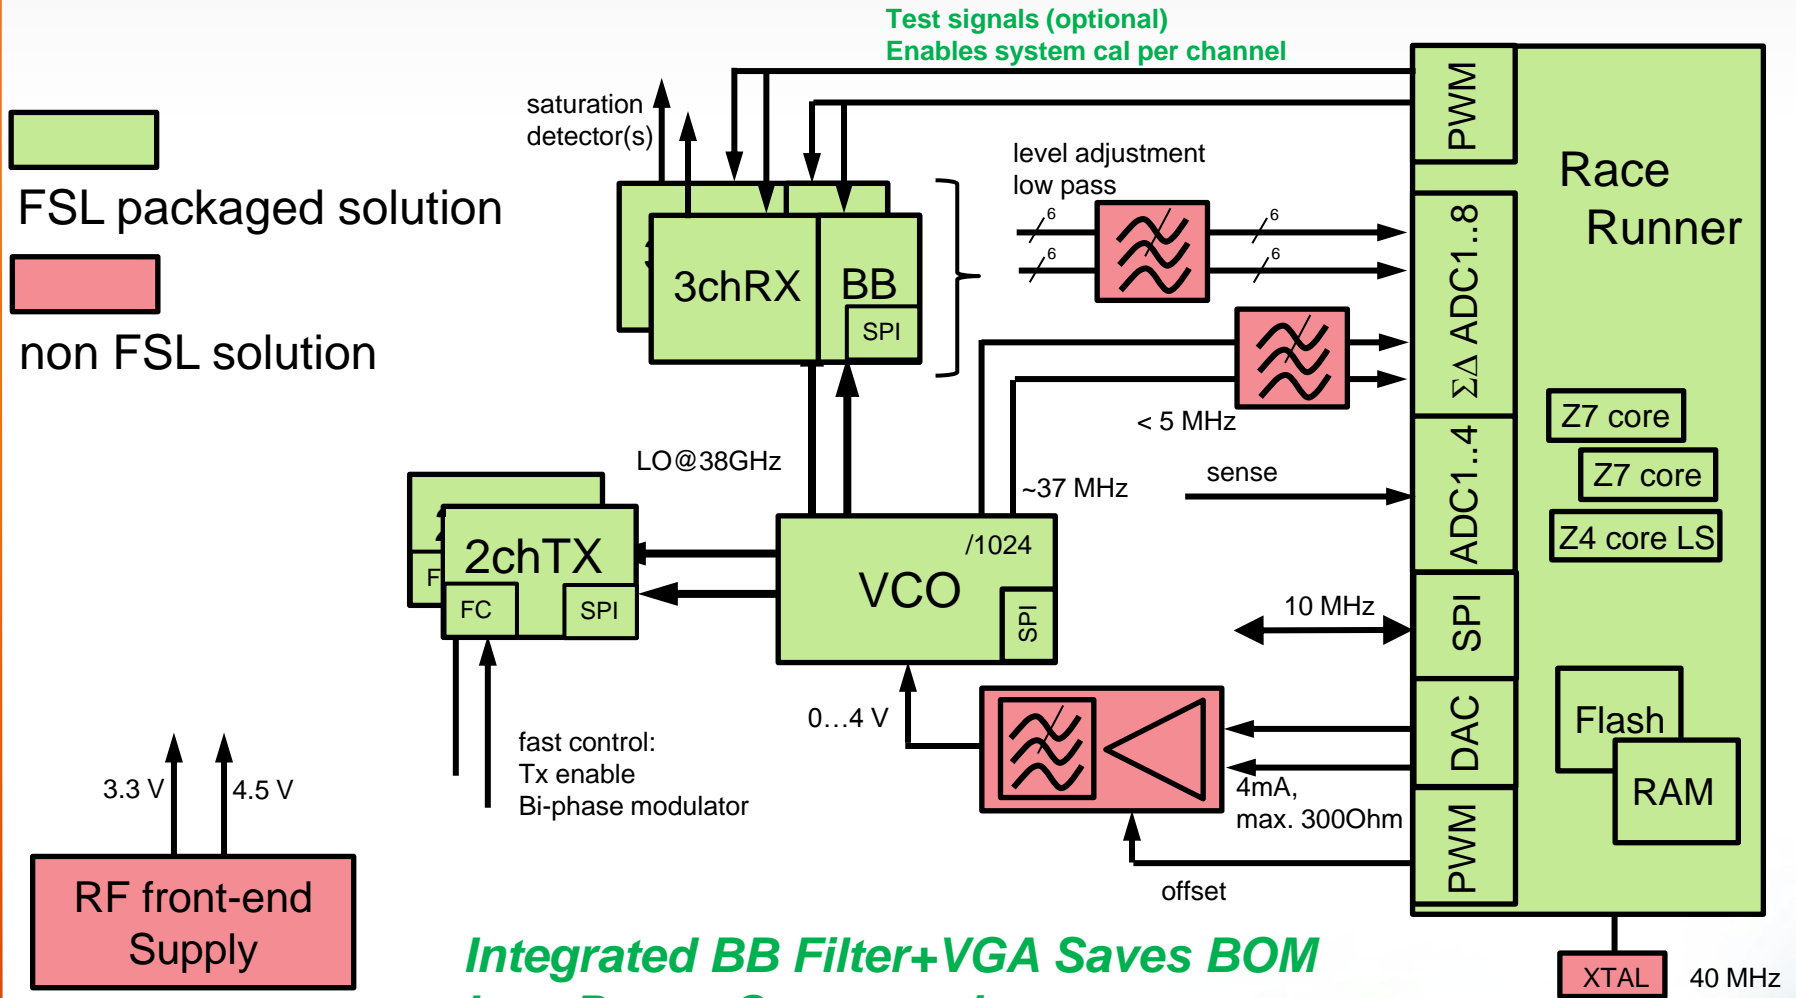 Test signals (optional)
Enables system cal per channel
saturation
detector(s)
FSL packaged solution
non FSL solution
level adjustment
low pass
6
6
6
6
3chRX
BB
SPI
PWM
ΣΔ ADC1..8
ADC1..4
SPI
DAC
PWM
Race
Runner
Z7 core
Z7 core
Z4 core LS
Flash
RAM
< 5 MHz
~37 MHz
sense
LO@38GHz
2chTX
F
FC
SPI
/1024
VCO
SPI
10 MHz
0…4 V
4mA,
max. 300Ohm
offset
fast control:
Tx enable
Bi-phase modulator
3.3 V
4.5 V
RF front-end
Supply
Integrated BB Filter+VGA Saves BOM
XTAL
40 MHz